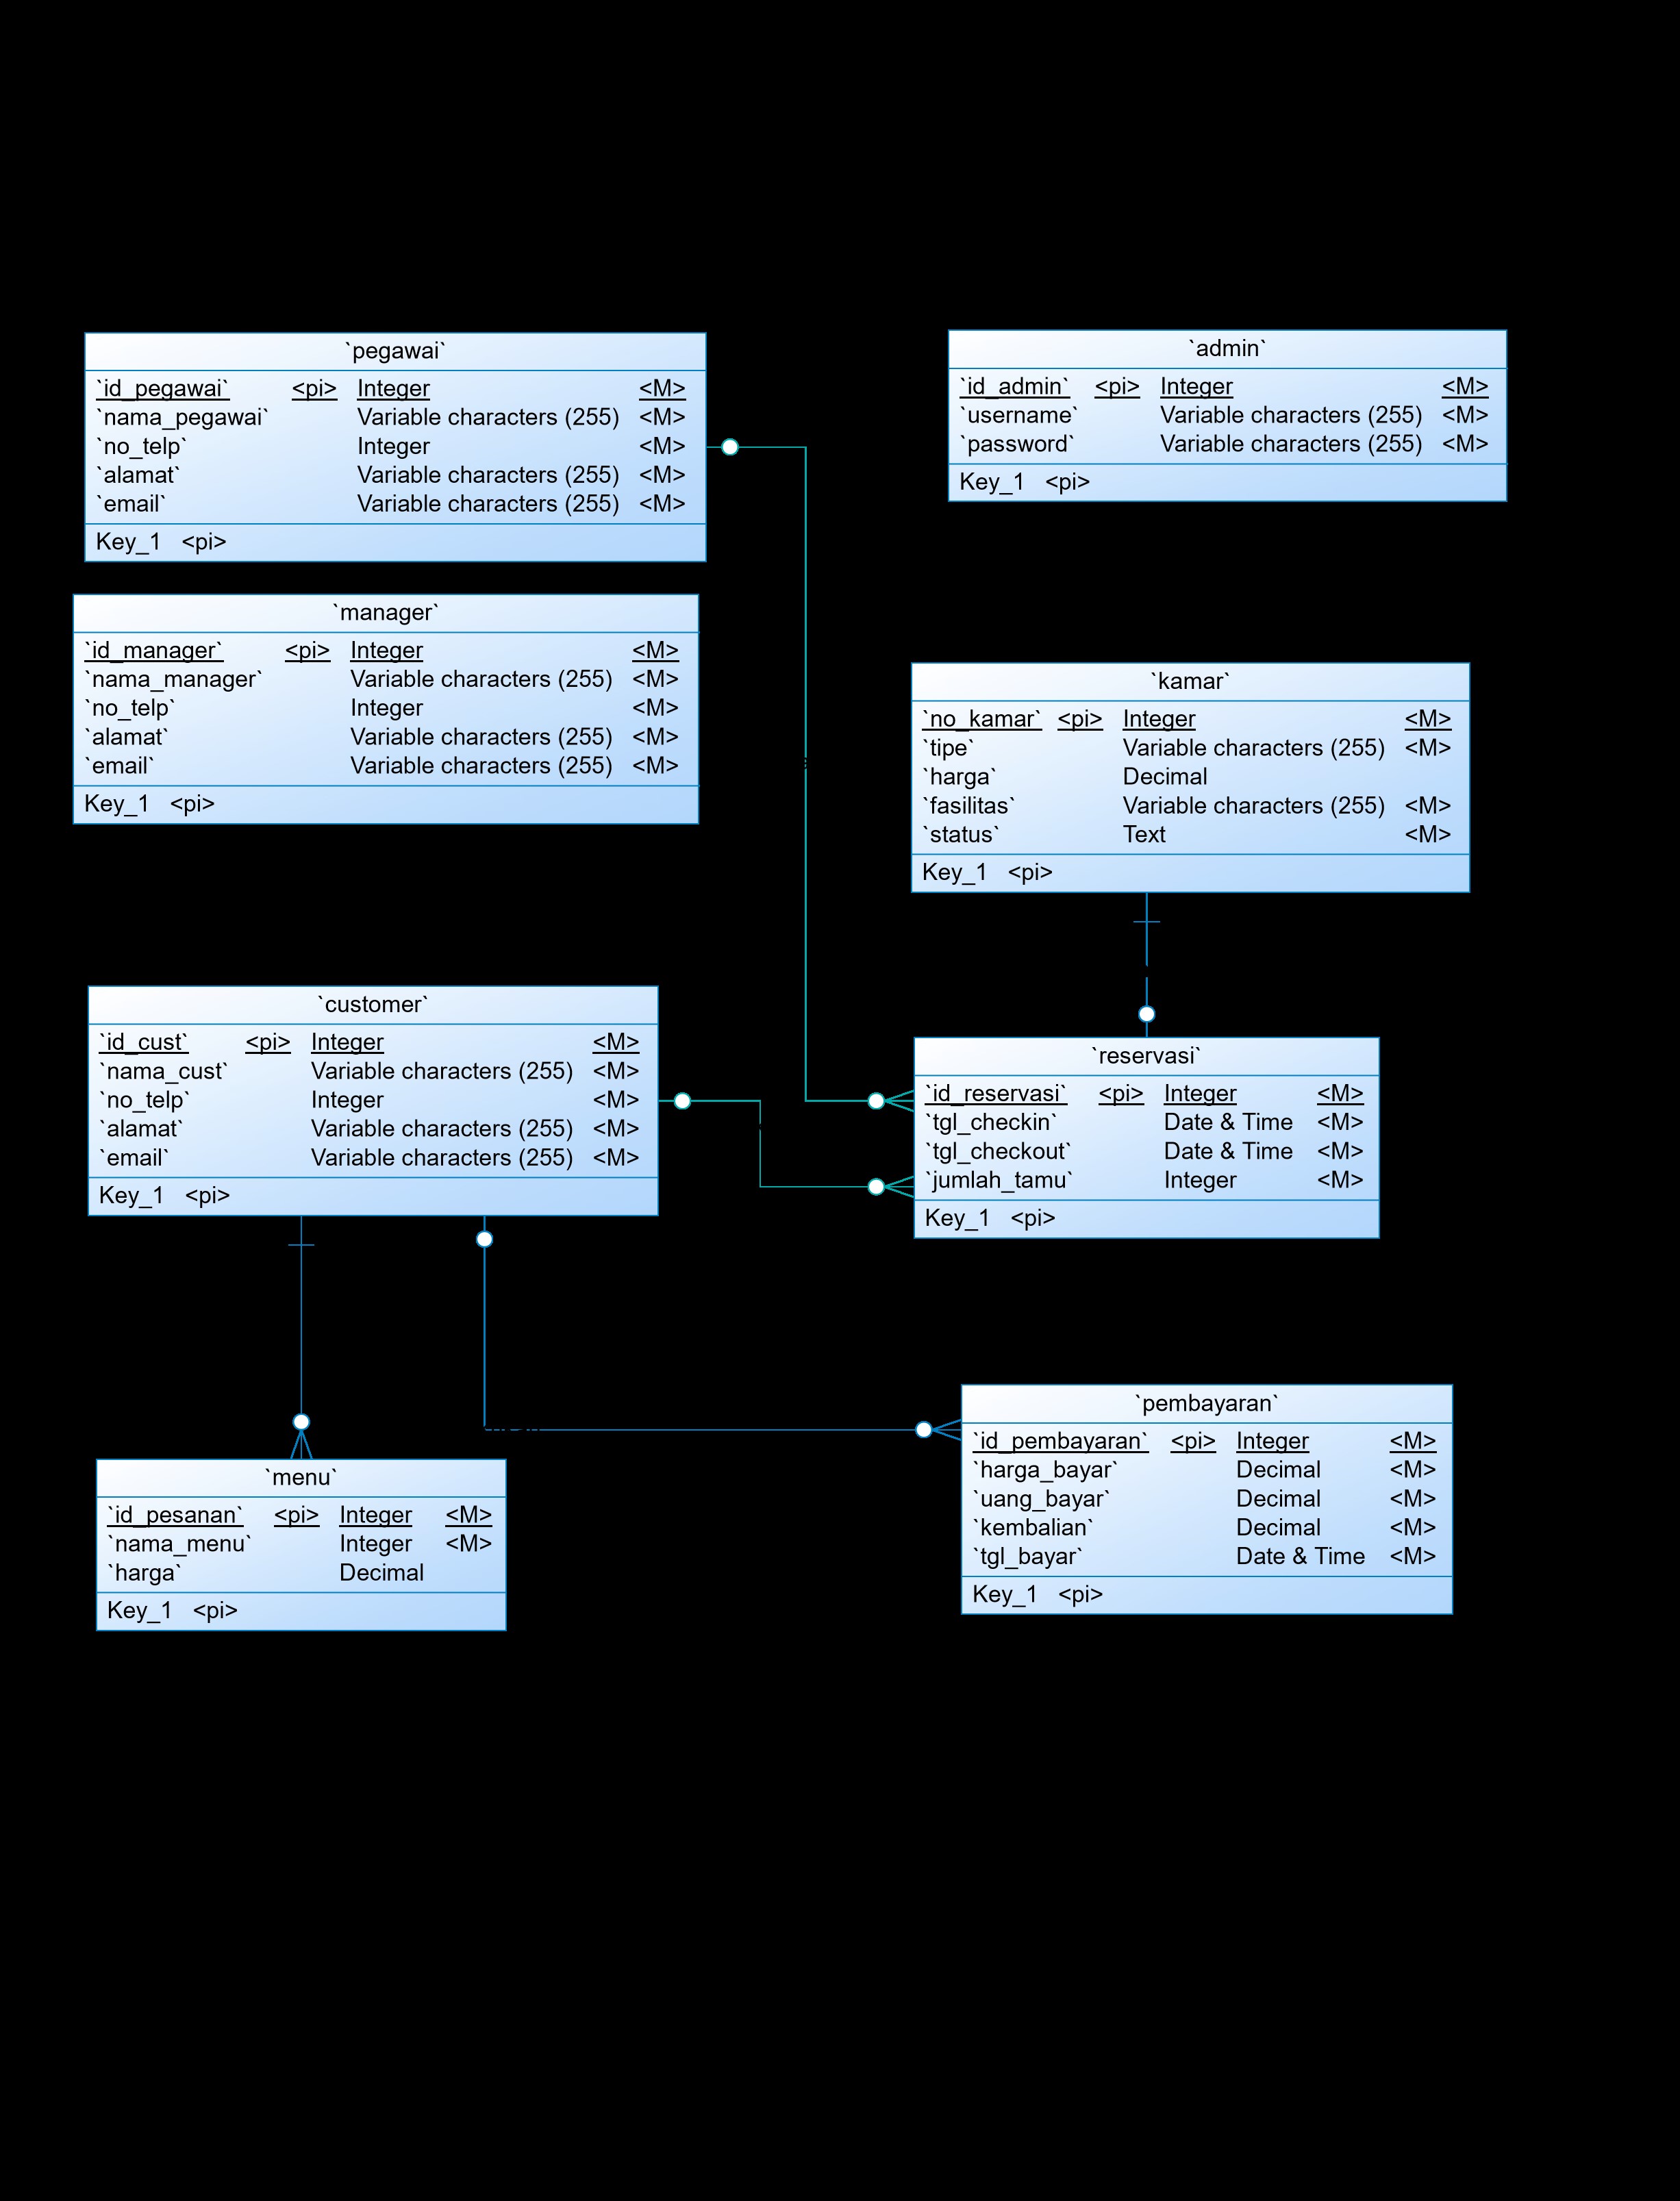 `pegawai`
`id_pegawai` <pi> Integer <M>
`nama_pegawai` Variable characters (255) <M>
`no_telp` Integer <M>
`alamat` Variable characters (255) <M>
`email` Variable characters (255) <M>
Key_1 <pi>
`admin`
`id_admin` <pi> Integer <M>
`username` Variable characters (255) <M>
`password` Variable characters (255) <M>
Key_1 <pi>
`manager`
`id_manager` <pi> Integer <M>
`nama_manager` Variable characters (255) <M>
`no_telp` Integer <M>
`alamat` Variable characters (255) <M>
`email` Variable characters (255) <M>
Key_1 <pi>
`kamar`
`no_kamar` <pi> Integer <M>
`tipe` Variable characters (255) <M>
`harga` Decimal
`fasilitas` Variable characters (255) <M>
`status` Text <M>
Key_1 <pi>
`customer`
`id_cust` <pi> Integer <M>
`nama_cust` Variable characters (255) <M>
`no_telp` Integer <M>
`alamat` Variable characters (255) <M>
`email` Variable characters (255) <M>
Key_1 <pi>
`reservasi`
`id_reservasi` <pi> Integer <M>
`tgl_checkin` Date & Time <M>
`tgl_checkout` Date & Time <M>
`jumlah_tamu` Integer <M>
Key_1 <pi>
`menu`
`id_pesanan` <pi> Integer <M>
`nama_menu` Integer <M>
`harga` Decimal
Key_1 <pi>
`pembayaran`
`id_pembayaran` <pi> Integer <M>
`harga_bayar` Decimal <M>
`uang_bayar` Decimal <M>
`kembalian` Decimal <M>
`tgl_bayar` Date & Time <M>
Key_1 <pi>